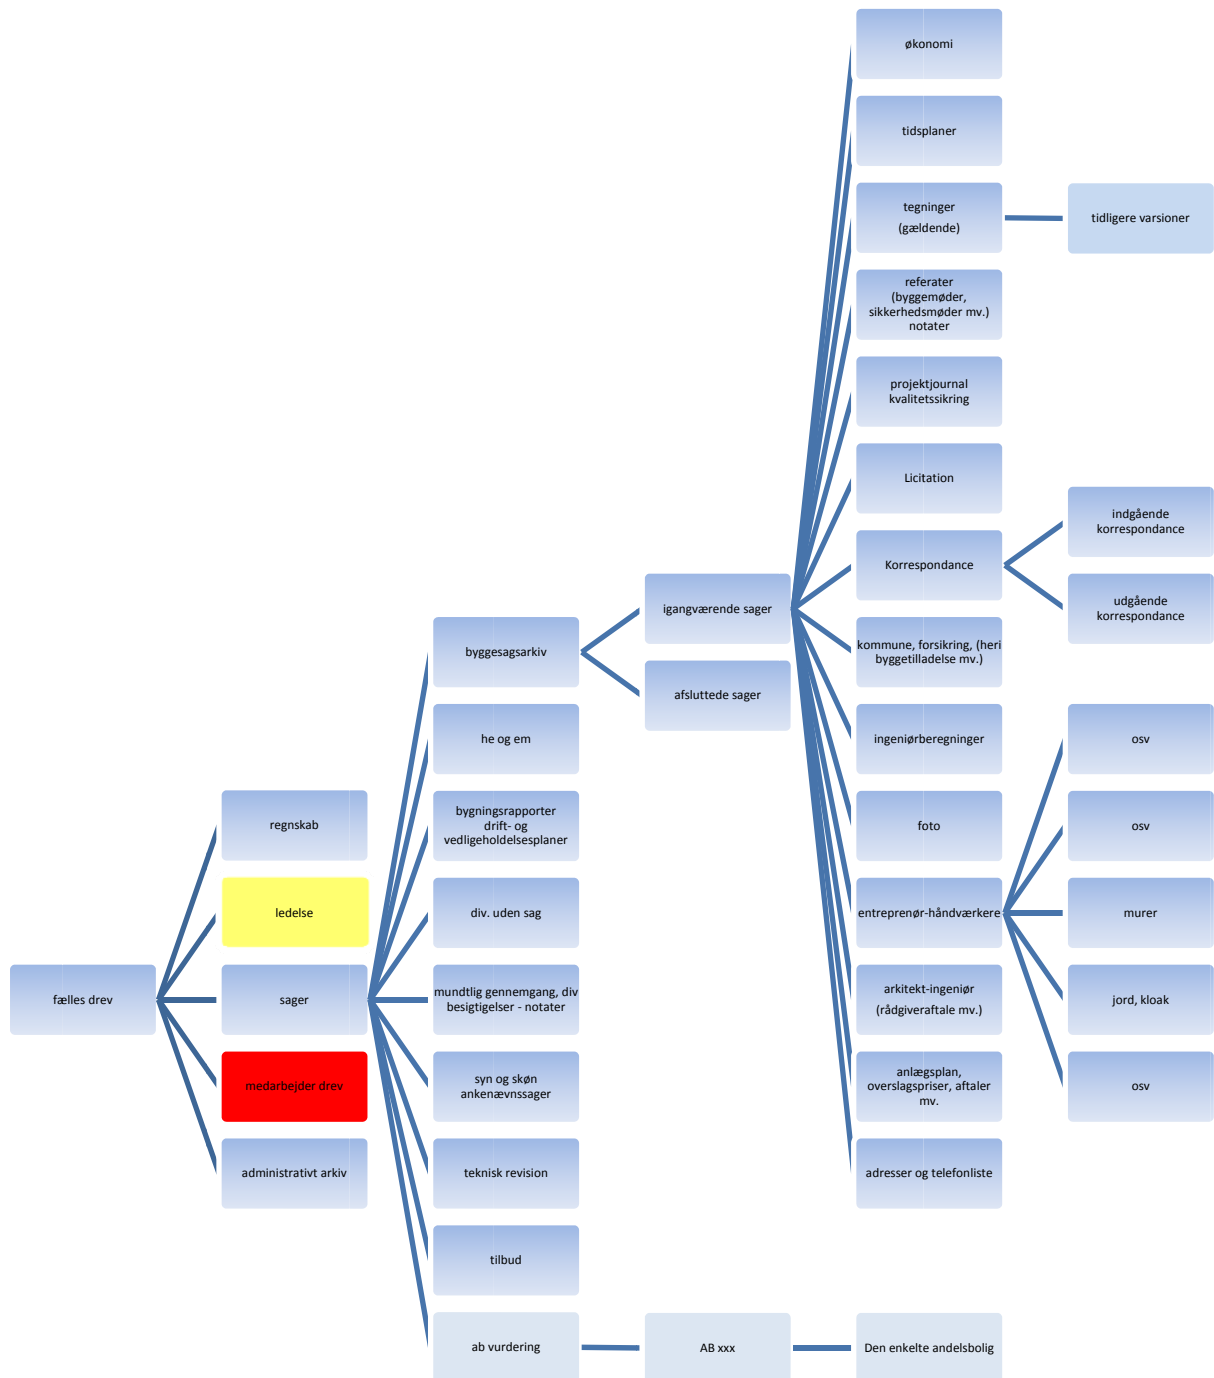 fælles drev
regnskab
ledelse
sager
medarbejder drev
administrativt arkiv
byggesagsarkiv
he og em
bygningsrapporter
drift- og
vedligeholdelsesplaner
div. uden sag
mundtlig gennemgang, div
besigtigelser - notater
syn og skøn
ankenævnssager
teknisk revision
tilbud
ab vurdering
igangværende sager
afsluttede sager
AB xxx
økonomi
tidsplaner
tegninger
(gældende)
referater
(byggemøder,
sikkerhedsmøder mv.)
notater
projektjournal
kvalitetssikring
Licitation
Korrespondance
kommune, forsikring, (heri
byggetilladelse mv.)
ingeniørberegninger
foto
entreprenør-håndværkere
arkitekt-ingeniør
(rådgiveraftale mv.)
anlægsplan,
overslagspriser, aftaler
mv.
adresser og telefonliste
Den enkelte andelsbolig
tidligere varsioner
indgående
korrespondance
udgående
korrespondance
osv
osv
murer
jord, kloak
osv